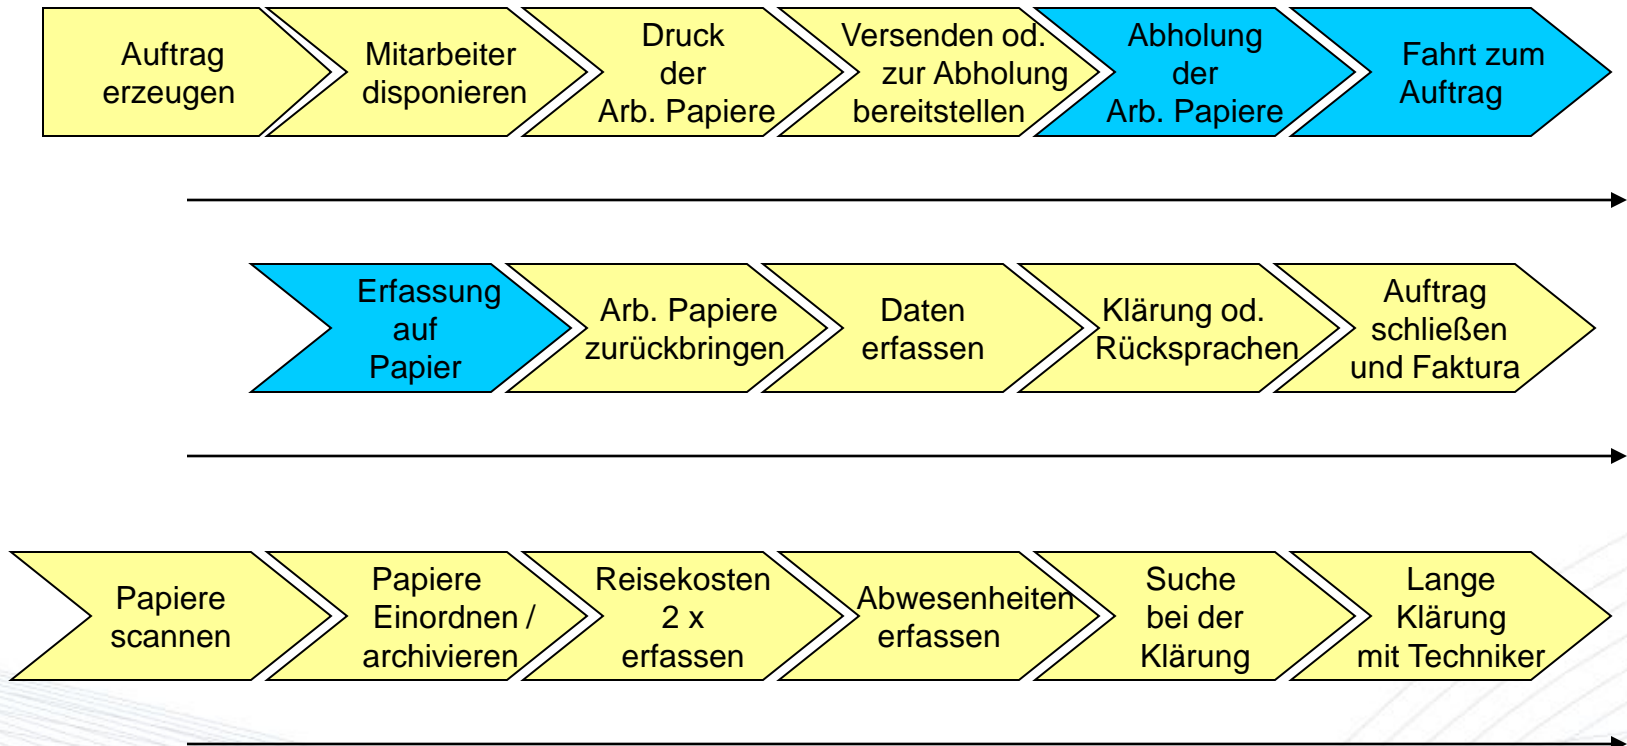 Auftrag
erzeugen
Mitarbeiter
disponieren
Druck
der
Arb. Papiere
Versenden od.
zur Abholung
bereitstellen
Abholung
der
Arb. Papiere
Fahrt zum
Auftrag
Erfassung
auf
Papier
Arb. Papiere
zurückbringen
Daten
erfassen
Klärung od.
Rücksprachen
Auftrag
schließen
und Faktura
Papiere
scannen
Papiere
Einordnen /
archivieren
Reisekosten
2 x
erfassen
Abwesenheiten
erfassen
Suche
bei der
Klärung
Lange
Klärung
mit Techniker